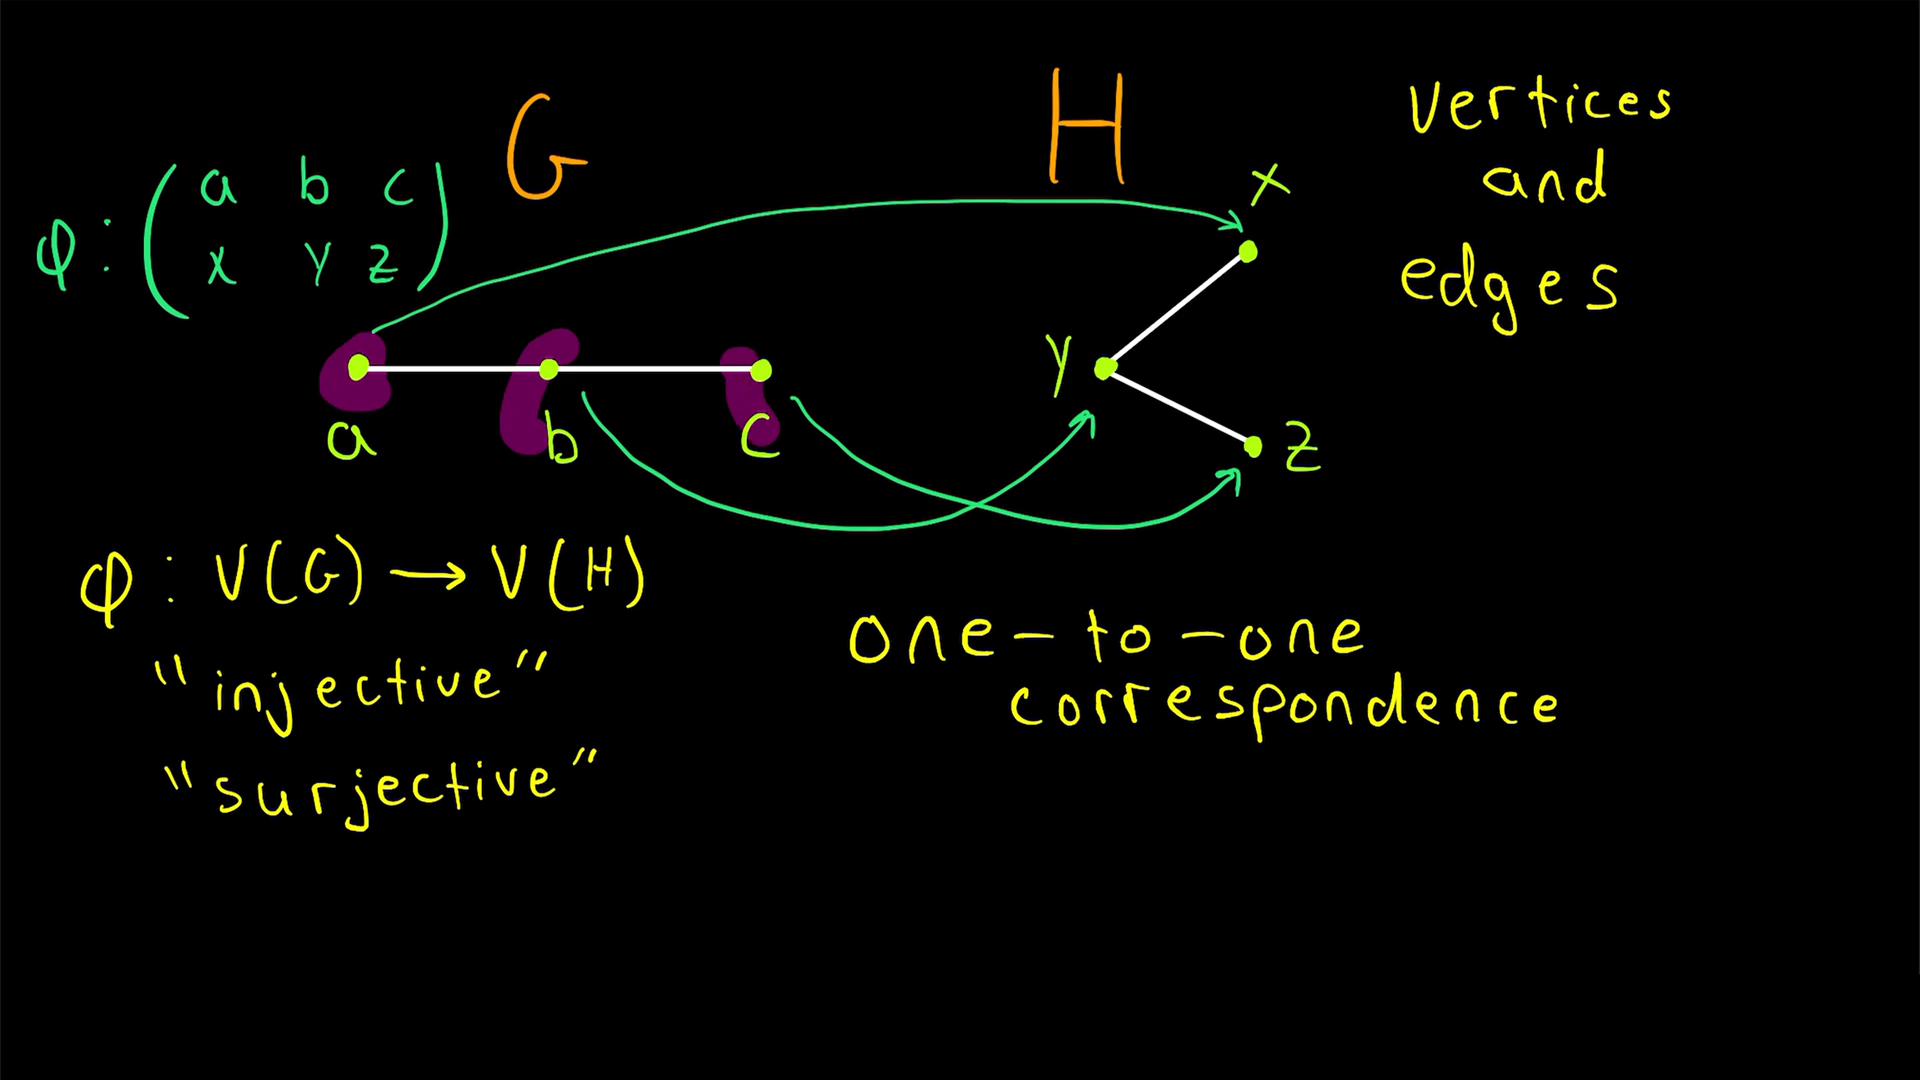 G
H
vertices
and
edges
φ : ( a b c
x y z )
x
y
z
a b c
φ : V(G) → V(H)
"injective"
"surjective"
one-to-one
correspondence